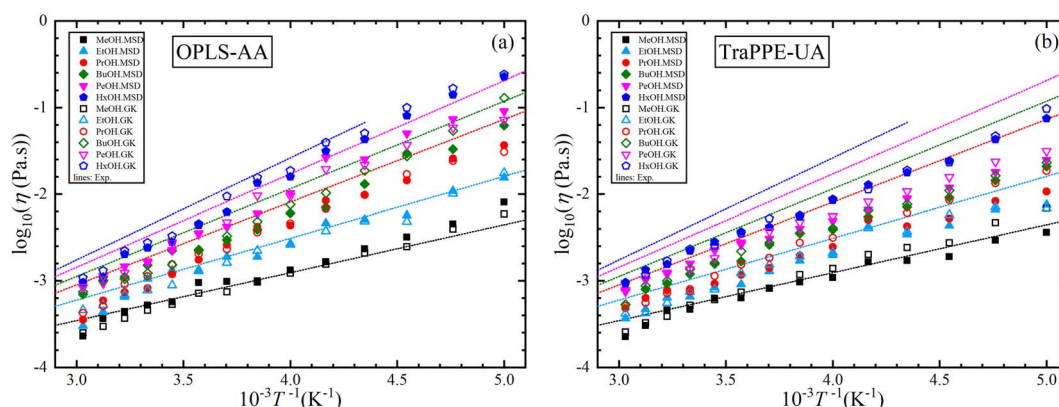 OPLS-AA
(a)
MeOH.MSD
EtOH.MSD
PrOH.MSD
BuOH.MSD
PeOH.MSD
HxOH.MSD
MeOH.GK
EtOH.GK
PrOH.GK
BuOH.GK
PeOH.GK
HxOH.GK
lines: Exp.
log₁₀(η (Pa.s))
0
-1
-2
-3
-4
3.0 3.5 4.0 4.5 5.0
10⁻³T⁻¹(K⁻¹)
TraPPE-UA
(b)
MeOH.MSD
EtOH.MSD
PrOH.MSD
BuOH.MSD
PeOH.MSD
HxOH.MSD
MeOH.GK
EtOH.GK
PrOH.GK
BuOH.GK
PeOH.GK
HxOH.GK
lines: Exp.
log₁₀(η (Pa.s))
0
-1
-2
-3
-4
3.0 3.5 4.0 4.5 5.0
10⁻³T⁻¹(K⁻¹)